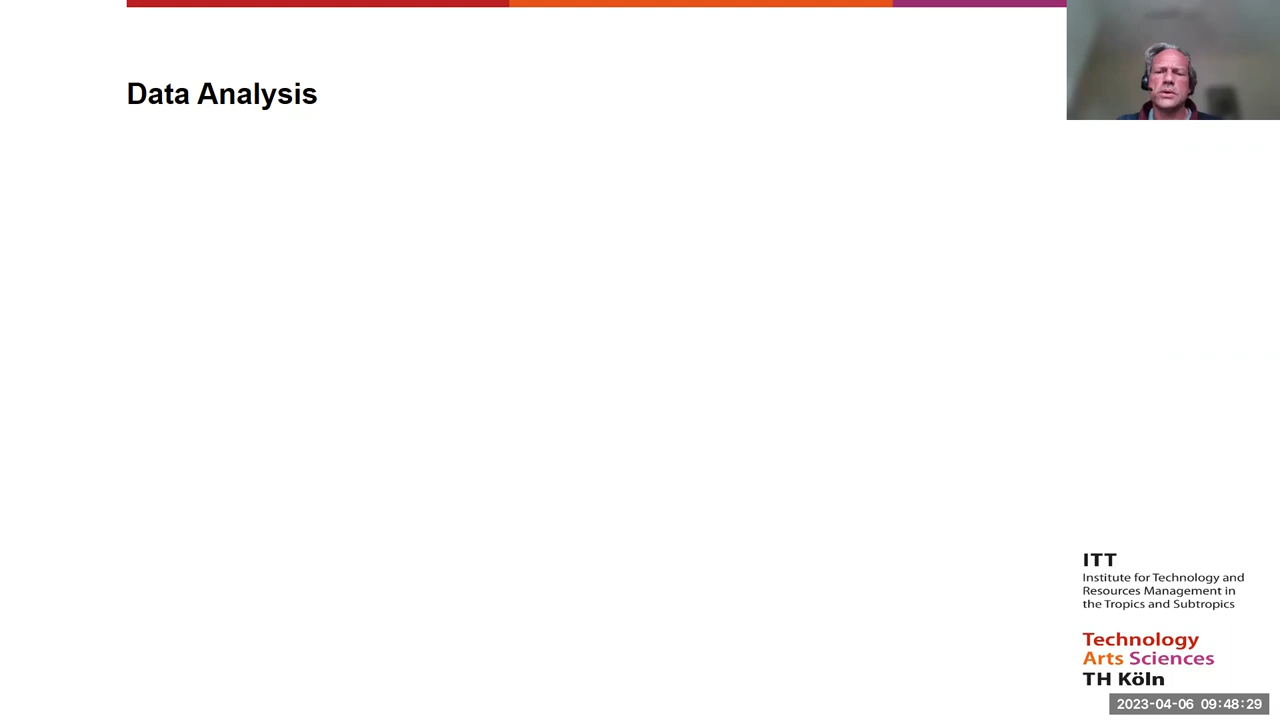 Data Analysis
ITT
Institute for Technology and
Resources Management in
the Tropics and Subtropics
Technology
Arts Sciences
TH Köln
2023-04-06 09:48:29